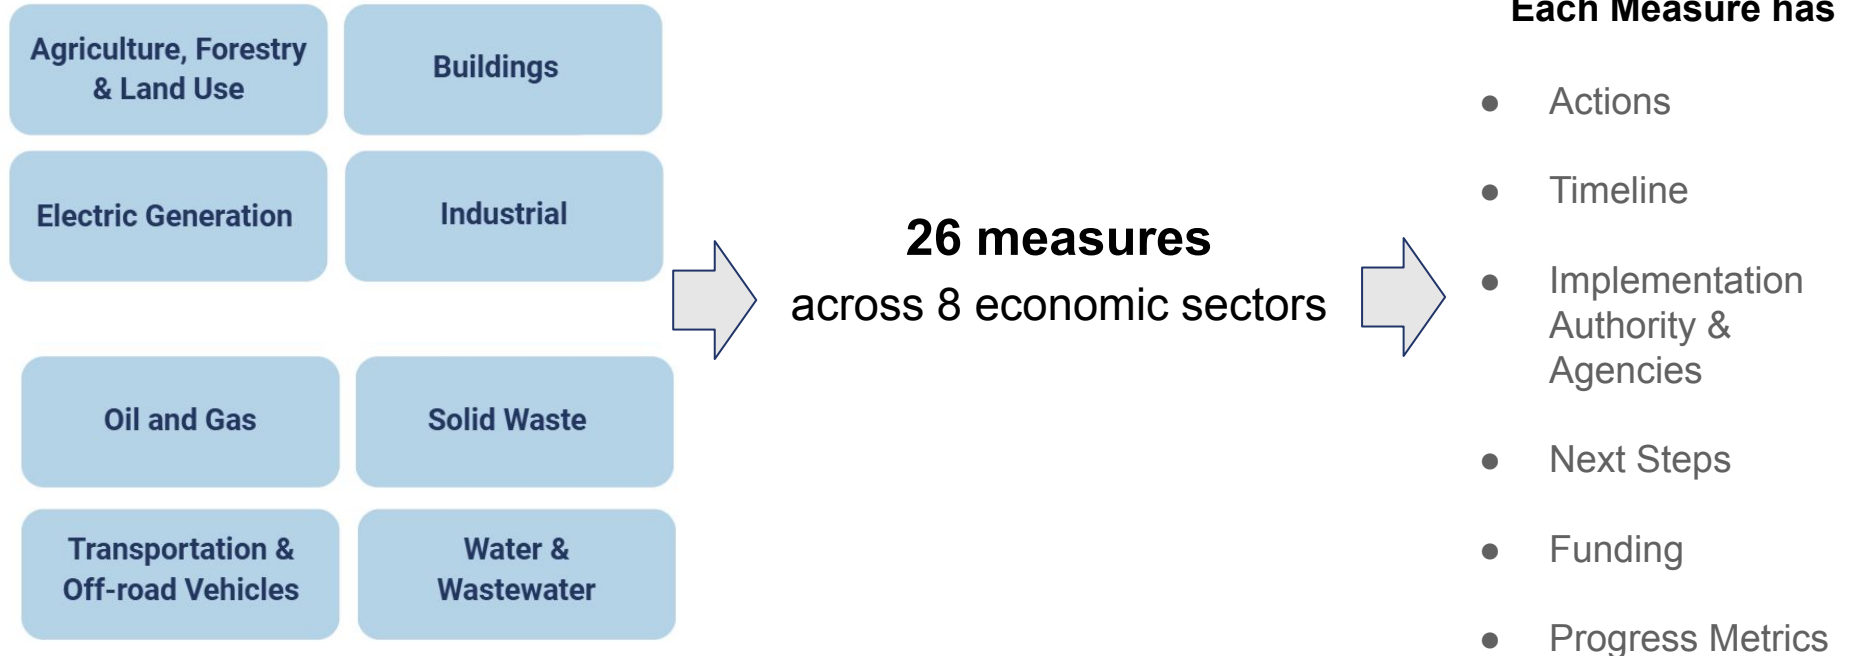 Agriculture, Forestry
& Land Use
Buildings
Electric Generation
Industrial
Oil and Gas
Solid Waste
Transportation &
Off-road Vehicles
Water &
Wastewater
26 measures
across 8 economic sectors
Each Measure has
● Actions
● Timeline
● Implementation
Authority &
Agencies
● Next Steps
● Funding
● Progress Metrics